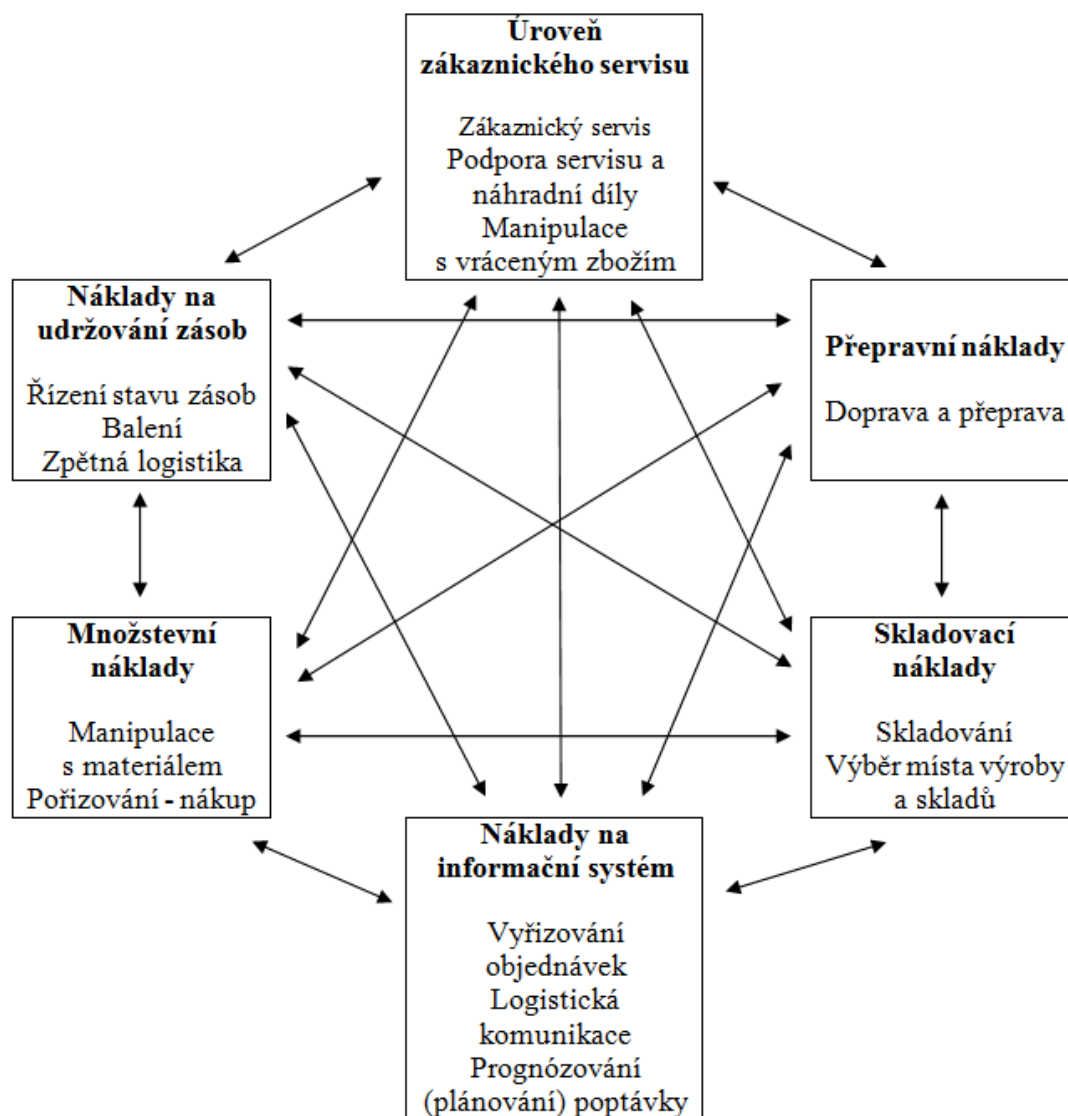 Úroveň
zákaznického servisu
Zákaznický servis
Podpora servisu a
náhradní díly
Manipulace
s vráceným zbožím
Náklady na
udržování zásob
Řízení stavu zásob
Balení
Zpětná logistika
Přepravní náklady
Doprava a přeprava
Množstevní
náklady
Manipulace
s materiálem
Pořizování - nákup
Skladovací
náklady
Skladování
Výběr místa výroby
a skladů
Náklady na
informační systém
Vyřizování
objednávek
Logistická
komunikace
Prognózování
(plánování) poptávky